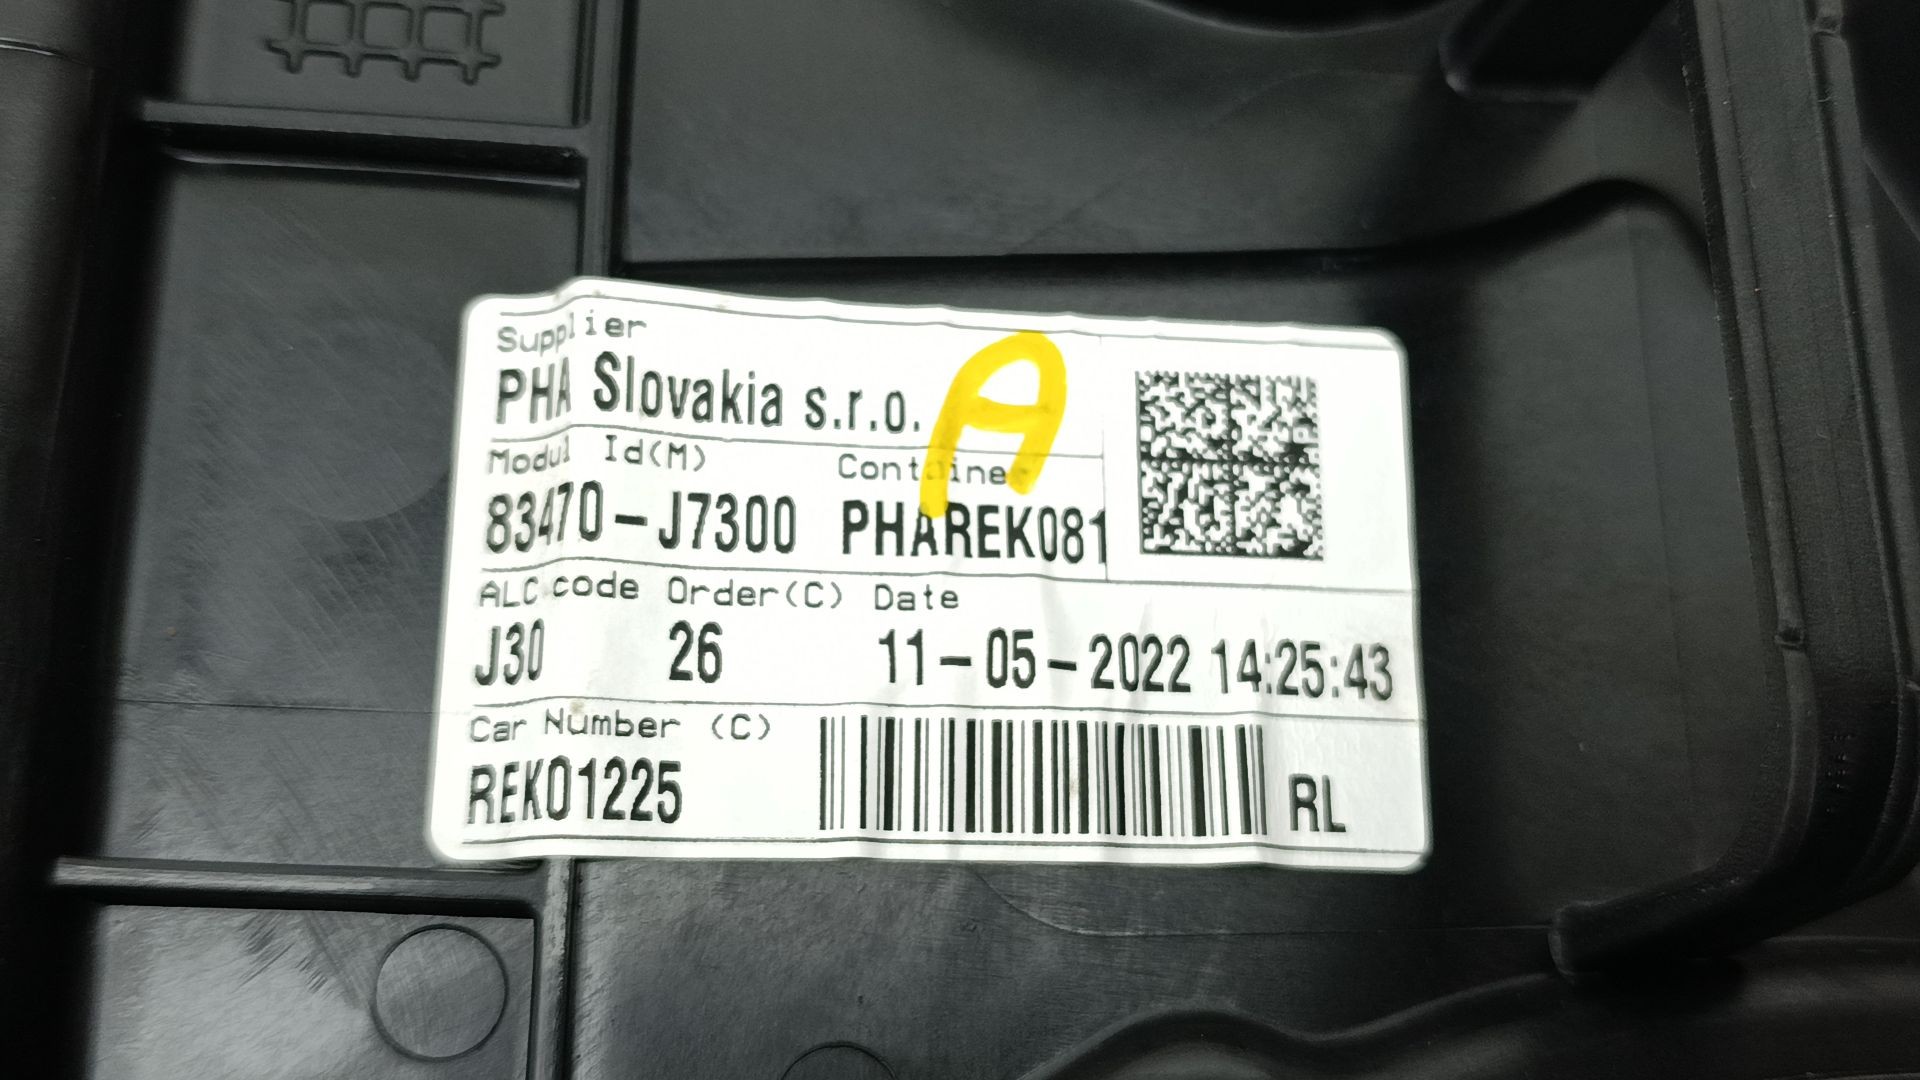 Supplier
PHA Slovakia s.r.o.
A
Modul Id(M) Container
83470-J7300 PHAREK081
ALC code Order(C) Date
J30 26 11-05-2022 14:25:43
Car Number (C)
REK01225 RL